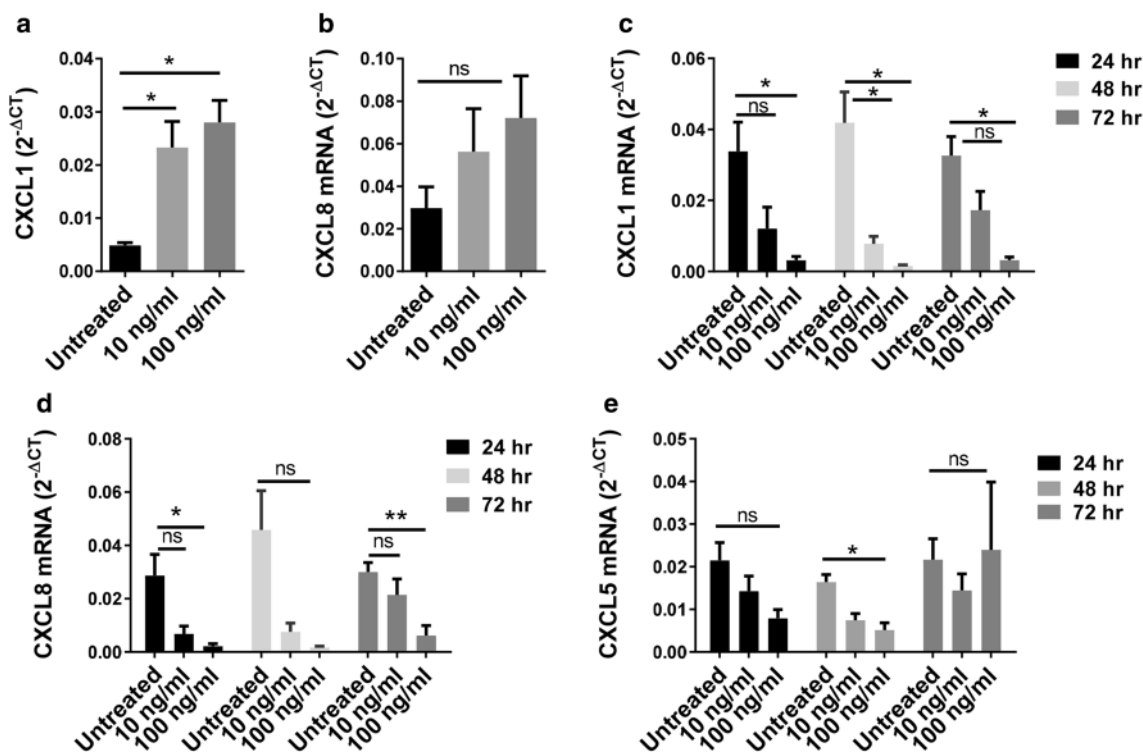 a
CXCL1 (2^-ΔCT)
0.04
0.03
0.02
0.01
0.00
*
*
Untreated
10 ng/ml
100 ng/ml
b
CXCL8 mRNA (2^-ΔCT)
0.10
0.08
0.06
0.04
0.02
0.00
ns
Untreated
10 ng/ml
100 ng/ml
c
CXCL1 mRNA (2^-ΔCT)
0.06
0.04
0.02
0.00
*
ns
*
*
*
ns
24 hr
48 hr
72 hr
Untreated
10 ng/ml
100 ng/ml
Untreated
10 ng/ml
100 ng/ml
Untreated
10 ng/ml
100 ng/ml
d
CXCL8 mRNA (2^-ΔCT)
0.08
0.06
0.04
0.02
0.00
*
ns
ns
**
ns
24 hr
48 hr
72 hr
Untreated
10 ng/ml
100 ng/ml
Untreated
10 ng/ml
100 ng/ml
Untreated
10 ng/ml
100 ng/ml
e
CXCL5 mRNA (2^-ΔCT)
0.05
0.04
0.03
0.02
0.01
0.00
ns
*
ns
24 hr
48 hr
72 hr
Untreated
10 ng/ml
100 ng/ml
Untreated
10 ng/ml
100 ng/ml
Untreated
10 ng/ml
100 ng/ml